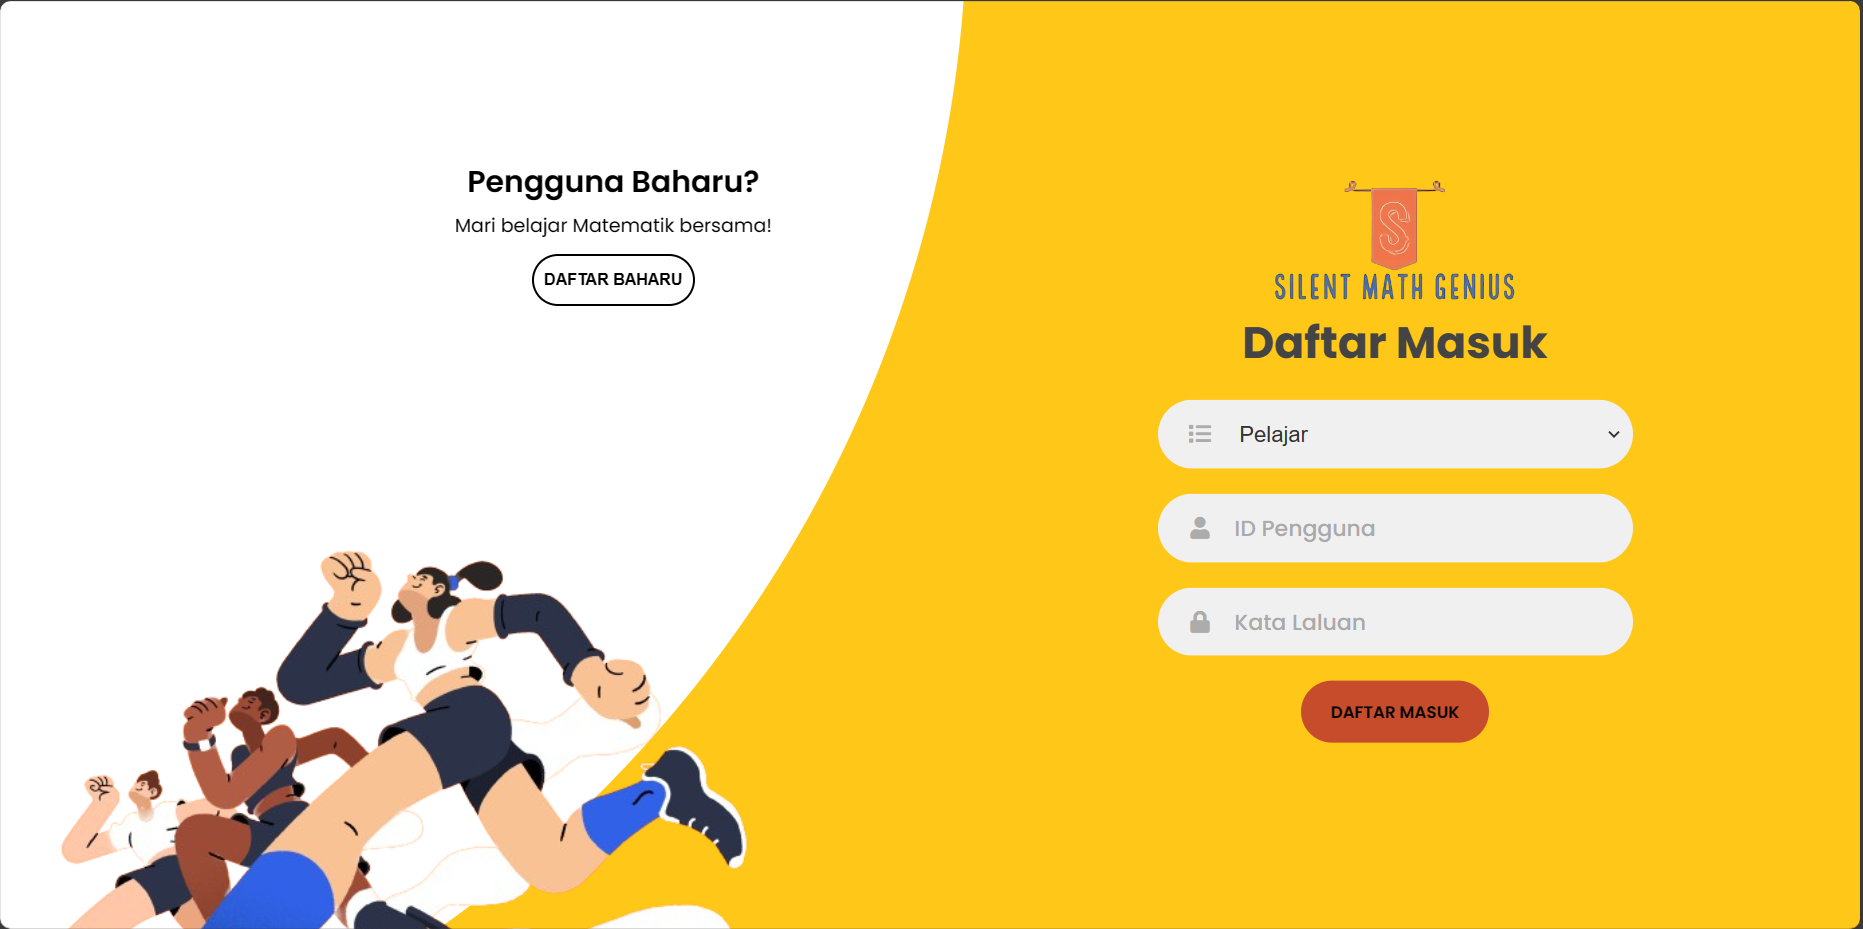 Pengguna Baharu?
Mari belajar Matematik bersama!
DAFTAR BAHARU
S
SILENT MATH GENIUS
Daftar Masuk
Pelajar
ID Pengguna
Kata Laluan
DAFTAR MASUK